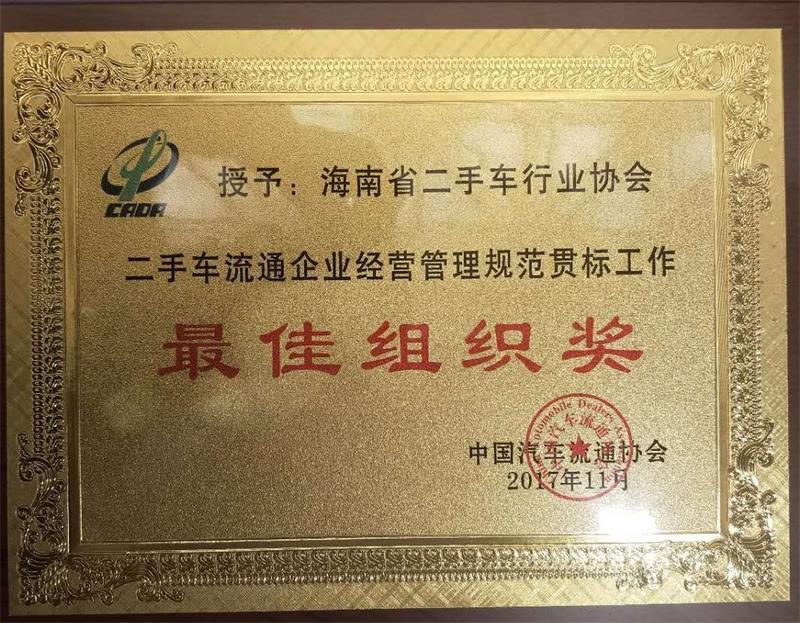 CADA
授予：海南省二手车行业协会
二手车流通企业经营管理规范贯标工作
最佳组织奖
中国汽车流通协会
2017年11月